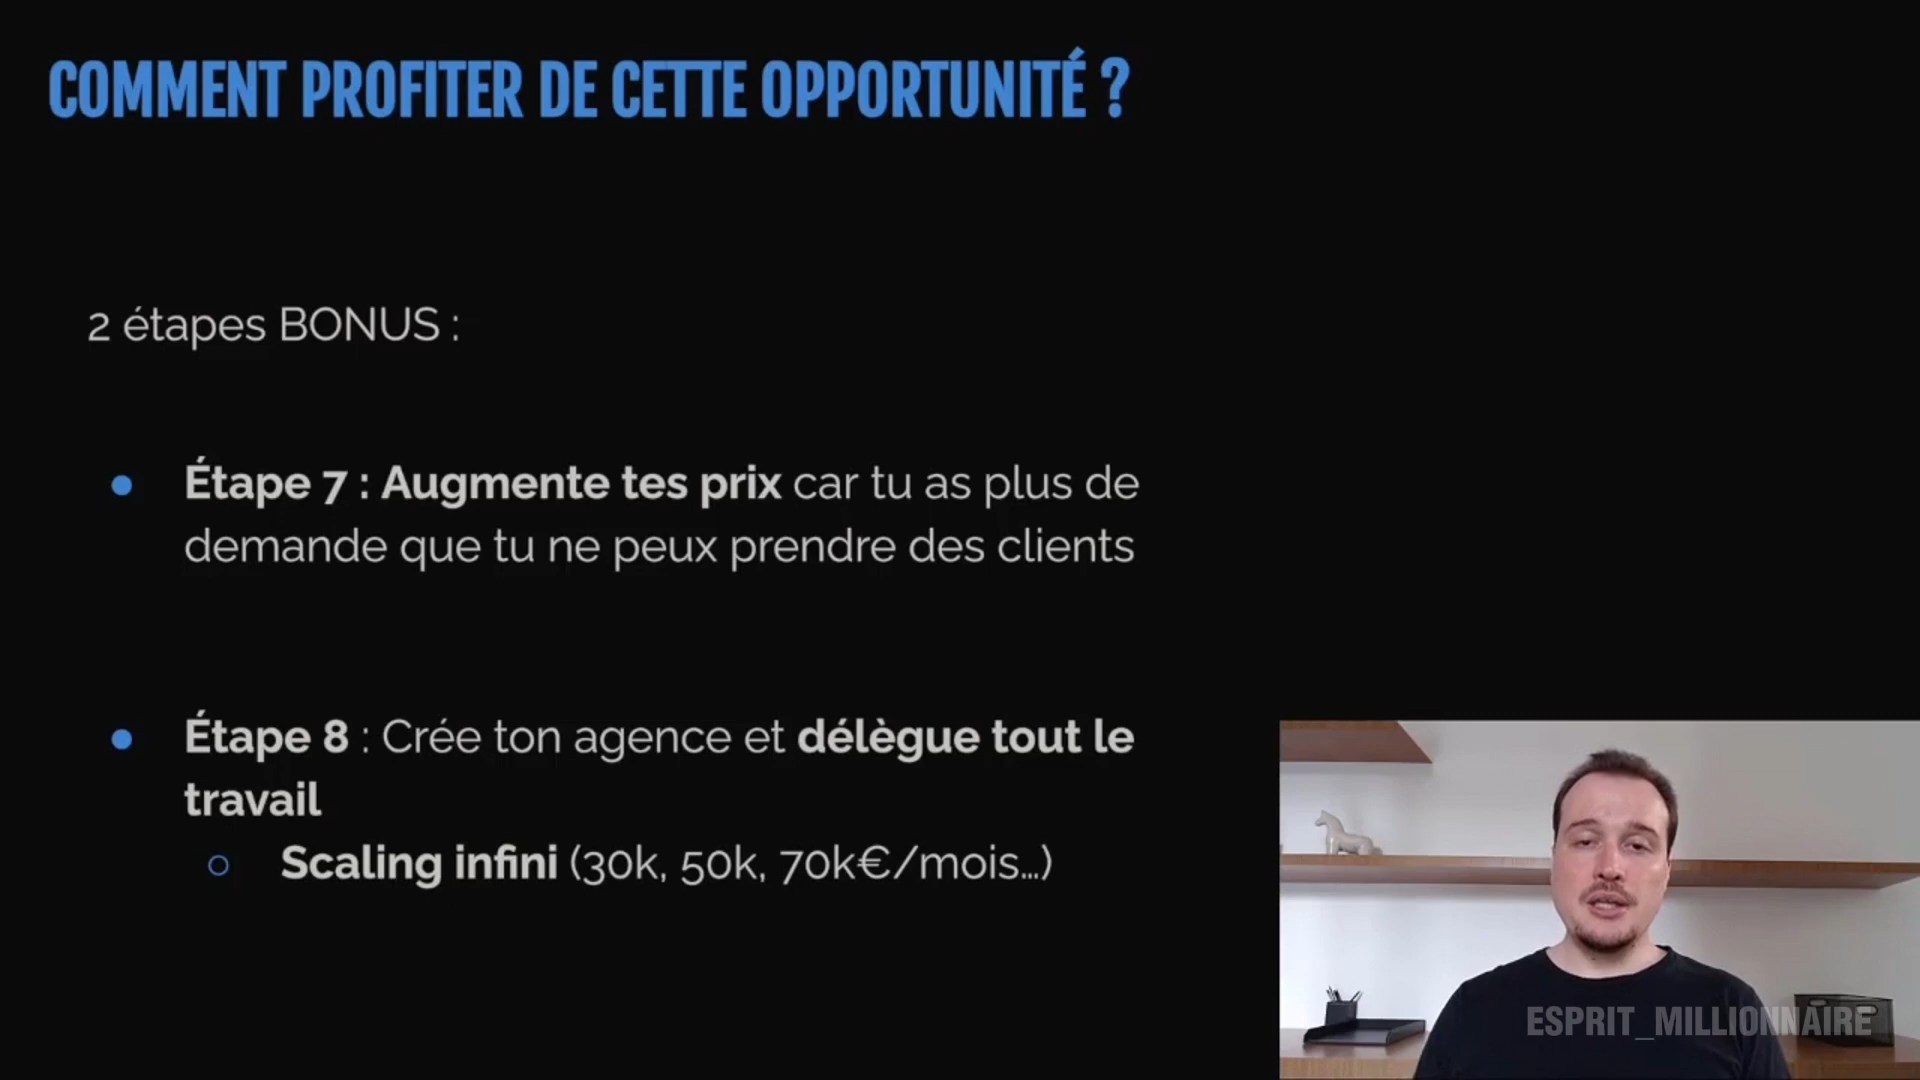 COMMENT PROFITER DE CETTE OPPORTUNITÉ ?
2 étapes BONUS :
Étape 7 : Augmente tes prix car tu as plus de
demande que tu ne peux prendre des clients
Étape 8 : Crée ton agence et délègue tout le
travail
Scaling infini (30k, 50k, 70k€/mois...)
ESPRIT_MILLIONNAIRE